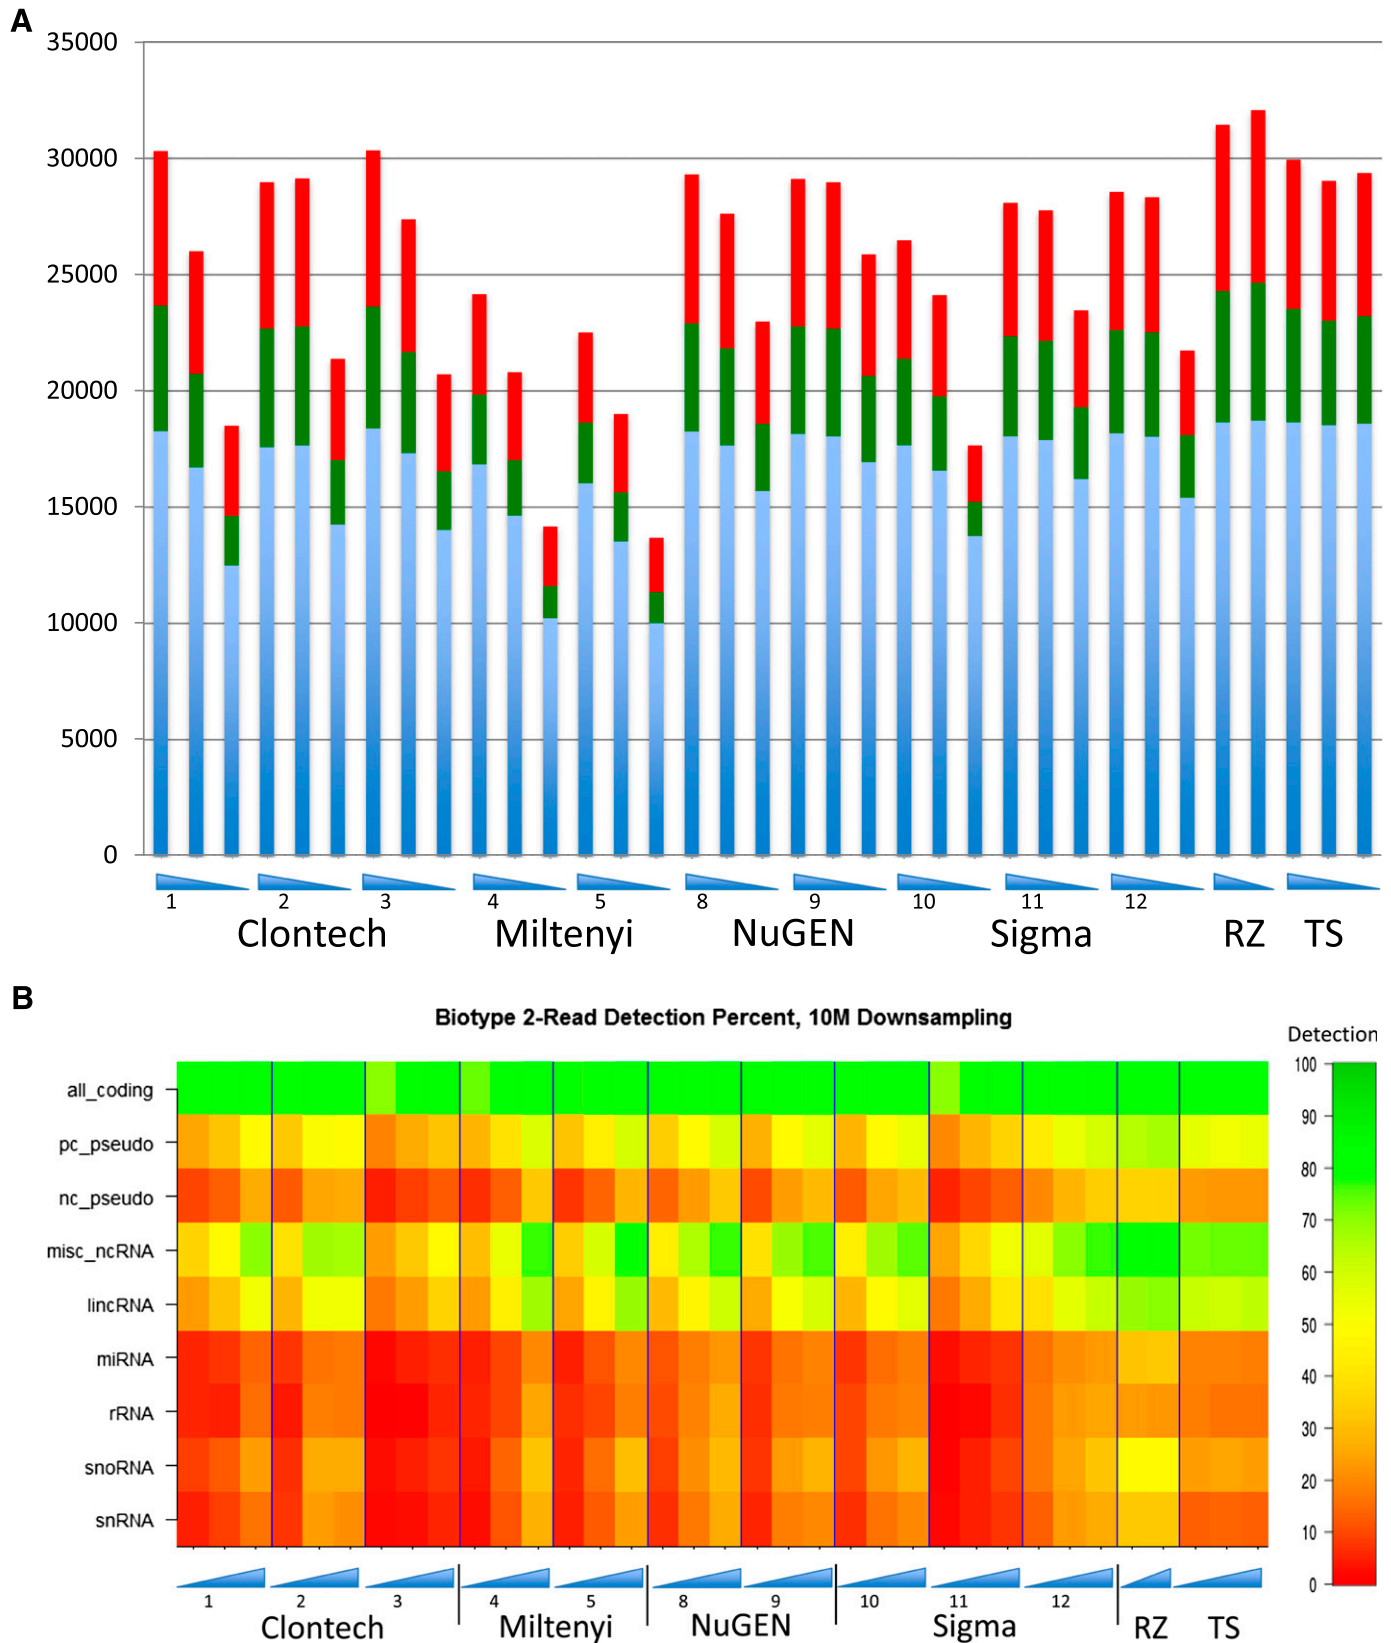 A
35000
30000
25000
20000
15000
10000
5000
0
1 2 3 4 5 8 9 10 11 12
Clontech Miltenyi NuGEN Sigma RZ TS
B
Biotype 2-Read Detection Percent, 10M Downsampling
Detection
all_coding
pc_pseudo
nc_pseudo
misc_ncRNA
lincRNA
miRNA
rRNA
snoRNA
snRNA
100
90
80
70
60
50
40
30
20
10
0
1 2 3 4 5 8 9 10 11 12
Clontech Miltenyi NuGEN Sigma RZ TS